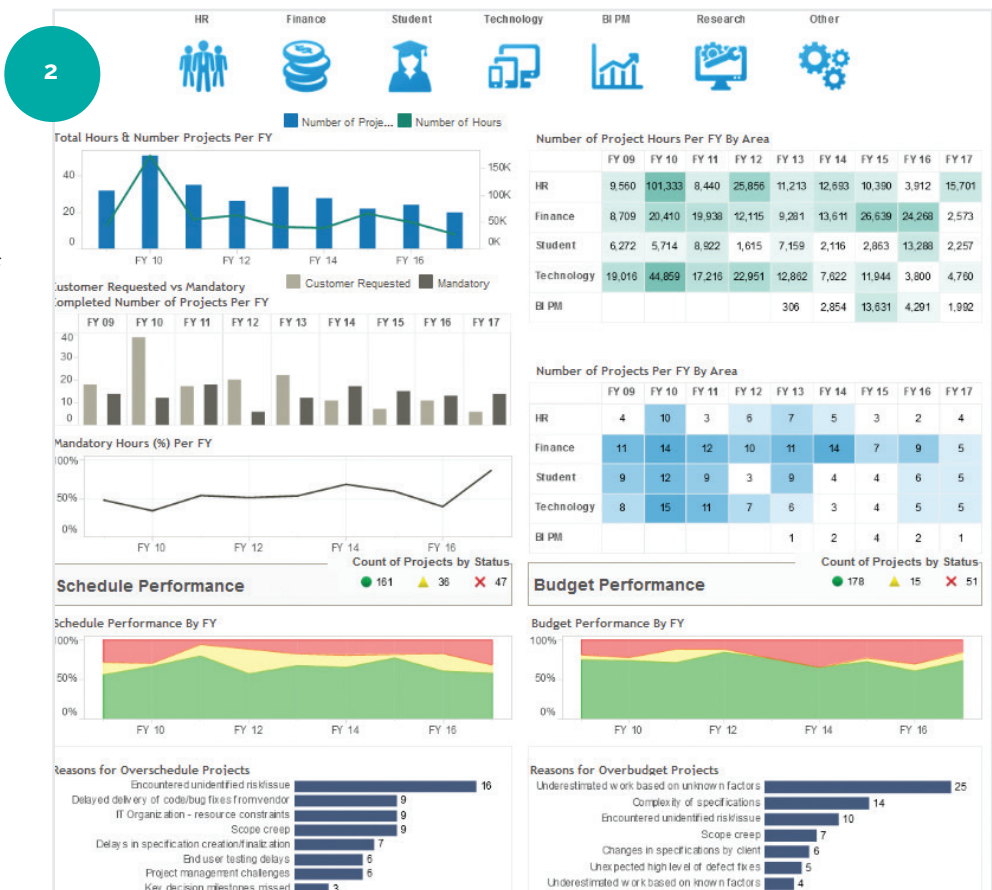 HR Finance Student Technology BI PM Research Other
2
Number of Proje... Number of Hours
Total Hours & Number Projects Per FY
40
20
0
150K
100K
50K
0K
FY 10 FY 12 FY 14 FY 16
Customer Requested Mandatory
Customer Requested vs Mandatory
Completed Number of Projects Per FY
FY 09 FY 10 FY 11 FY 12 FY 13 FY 14 FY 15 FY 16 FY 17
40
30
20
10
0
Mandatory Hours (%) Per FY
100%
50%
0%
FY 10 FY 12 FY 14 FY 16
Number of Project Hours Per FY By Area
FY 09 FY 10 FY 11 FY 12 FY 13 FY 14 FY 15 FY 16 FY 17
HR 9,560 101,333 8,440 25,856 11,213 12,693 10,390 3,912 15,701
Finance 8,709 20,410 19,938 12,115 9,281 13,611 26,639 24,268 2,573
Student 6,272 5,714 8,922 1,615 7,159 2,116 2,863 13,288 2,257
Technology 19,016 44,859 17,216 22,951 12,862 7,622 11,944 3,800 4,760
BI PM 306 2,854 13,631 4,291 1,992
Number of Projects Per FY By Area
FY 09 FY 10 FY 11 FY 12 FY 13 FY 14 FY 15 FY 16 FY 17
HR 4 10 3 6 7 5 3 2 4
Finance 11 14 12 10 11 14 7 9 5
Student 9 12 9 3 9 4 4 6 5
Technology 8 15 11 7 6 3 4 5 5
BI PM 1 2 4 2 1
Schedule Performance
Count of Projects by Status
161 36 47
Schedule Performance By FY
100%
50%
0%
FY 10 FY 12 FY 14 FY 16
Reasons for Overschedule Projects
Encountered unidentified risk/issue 16
Delayed delivery of code/bug fixes from vendor 9
IT Organization - resource constraints 9
Scope creep 9
Delays in specification creation/finalization 7
End user testing delays 6
Project management challenges 6
Key decision milestones missed 3
Budget Performance
Count of Projects by Status
178 15 51
Budget Performance By FY
100%
50%
0%
FY 10 FY 12 FY 14 FY 16
Reasons for Overbudget Projects
Underestimated work based on unknown factors 25
Complexity of specifications 14
Encountered unidentified risk/issue 10
Scope creep 7
Changes in specifications by client 6
Unexpected high level of defect fixes 5
Underestimated work based on known factors 4